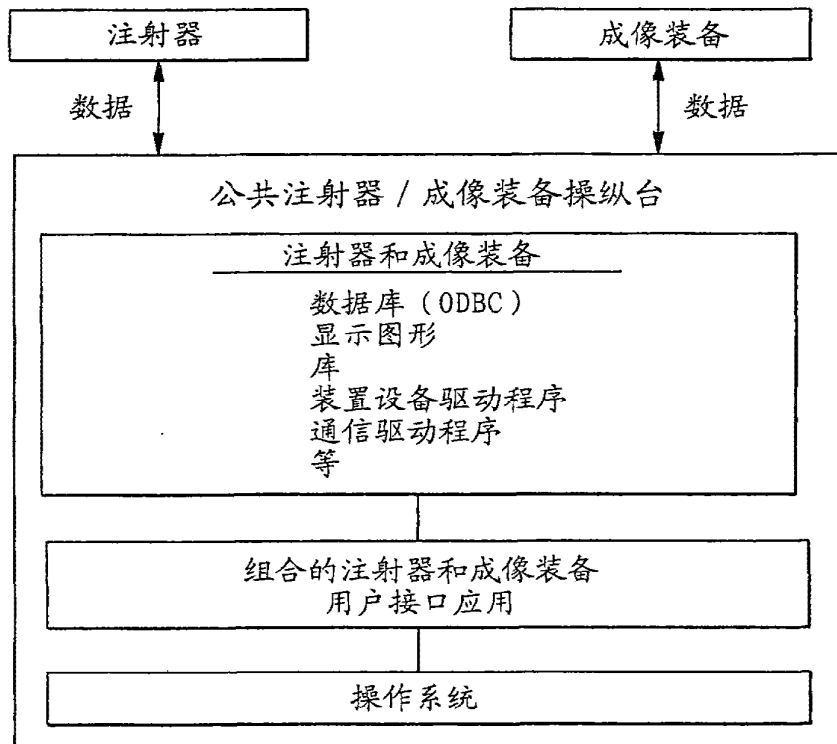 注射器
成像装备
数据
数据
公共注射器 / 成像装备操纵台
注射器和成像装备
数据库 (ODBC)
显示图形
库
装置设备驱动程序
通信驱动程序
等
组合的注射器和成像装备
用户接口应用
操作系统